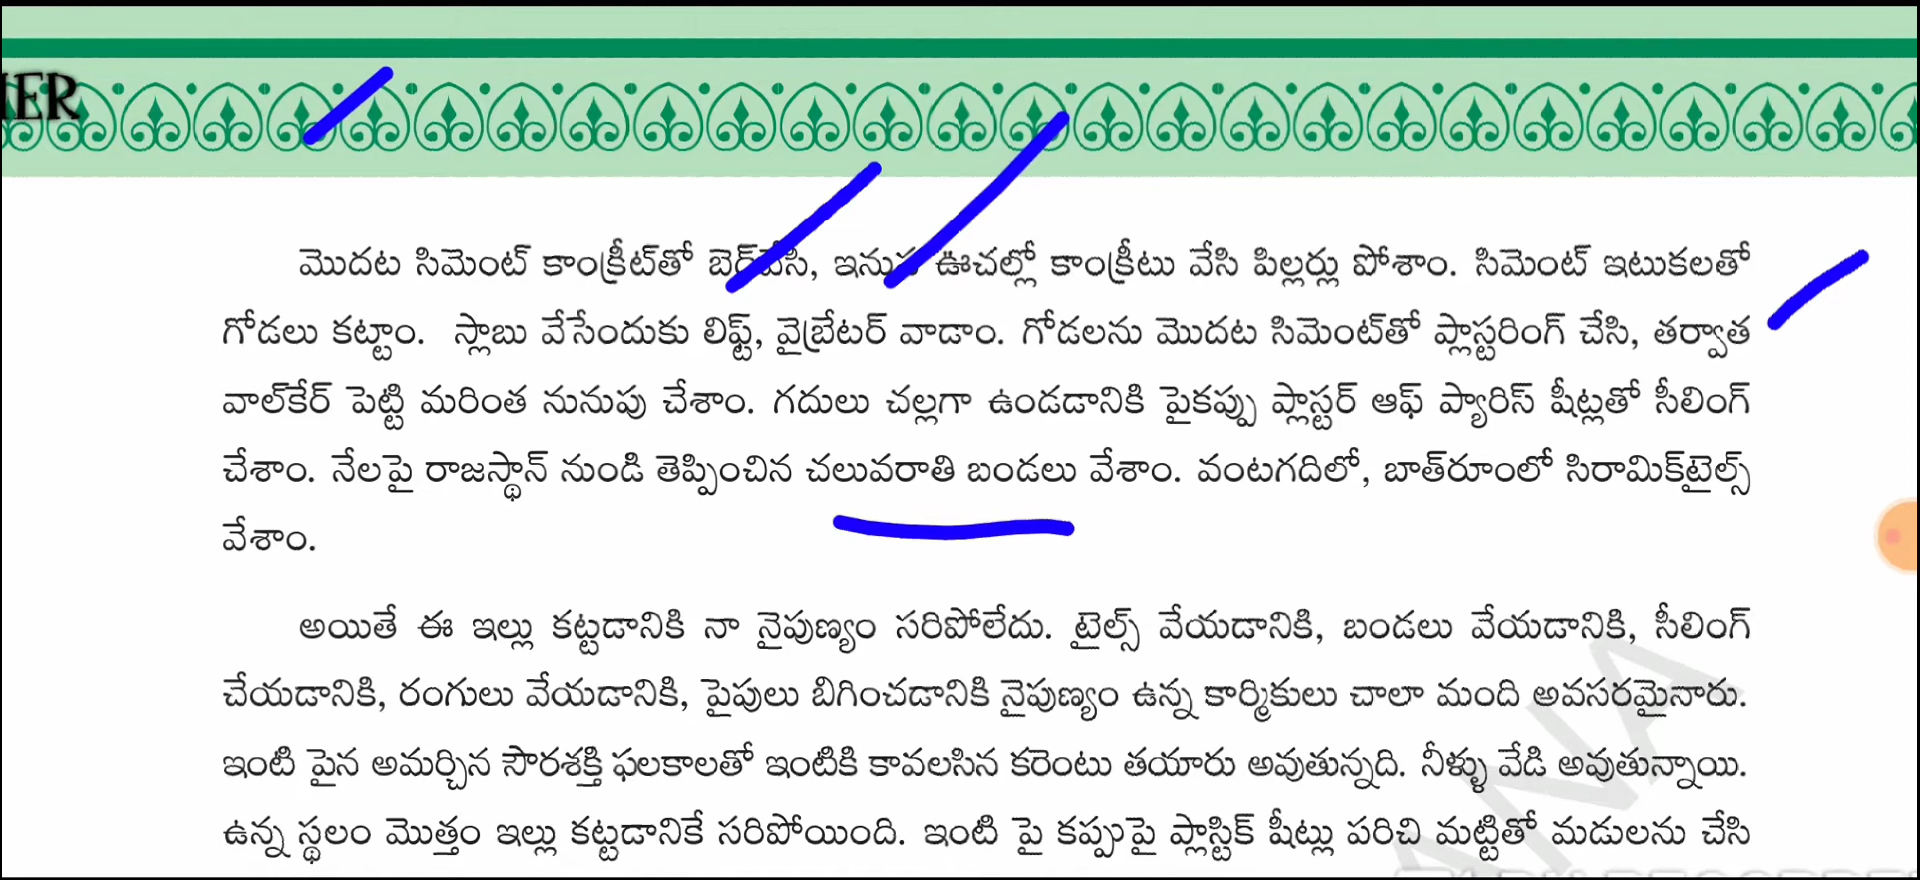 HER
మొదట సిమెంట్ కాంక్రీట్‌తో బెడ్‌వేసి, ఇనుప ఊచల్లో కాంక్రీటు వేసి పిల్లర్లు పోశాం. సిమెంట్ ఇటుకలతో
గోడలు కట్టాం. స్లాబు వేసేందుకు లిఫ్ట్, వైబ్రేటర్ వాడాం. గోడలను మొదట సిమెంట్‌తో ప్లాస్టరింగ్ చేసి, తర్వాత
వాల్‌కేర్ పెట్టి మరింత నునుపు చేశాం. గదులు చల్లగా ఉండడానికి పైకప్పు ప్లాస్టర్ ఆఫ్ ప్యారిస్ షీట్లతో సీలింగ్
చేశాం. నేలపై రాజస్థాన్ నుండి తెప్పించిన చలువరాతి బండలు వేశాం. వంటగదిలో, బాత్‌రూంలో సిరామిక్‌టైల్స్
వేశాం.
అయితే ఈ ఇల్లు కట్టడానికి నా నైపుణ్యం సరిపోలేదు. టైల్స్ వేయడానికి, బండలు వేయడానికి, సీలింగ్
చేయడానికి, రంగులు వేయడానికి, పైపులు బిగించడానికి నైపుణ్యం ఉన్న కార్మికులు చాలా మంది అవసరమైనారు.
ఇంటి పైన అమర్చిన సౌరశక్తి ఫలకాలతో ఇంటికి కావలసిన కరెంటు తయారు అవుతున్నది. నీళ్ళు వేడి అవుతున్నాయి.
ఉన్న స్థలం మొత్తం ఇల్లు కట్టడానికే సరిపోయింది. ఇంటి పై కప్పుపై ప్లాస్టిక్ షీట్లు పరిచి మట్టితో మడులను చేసి